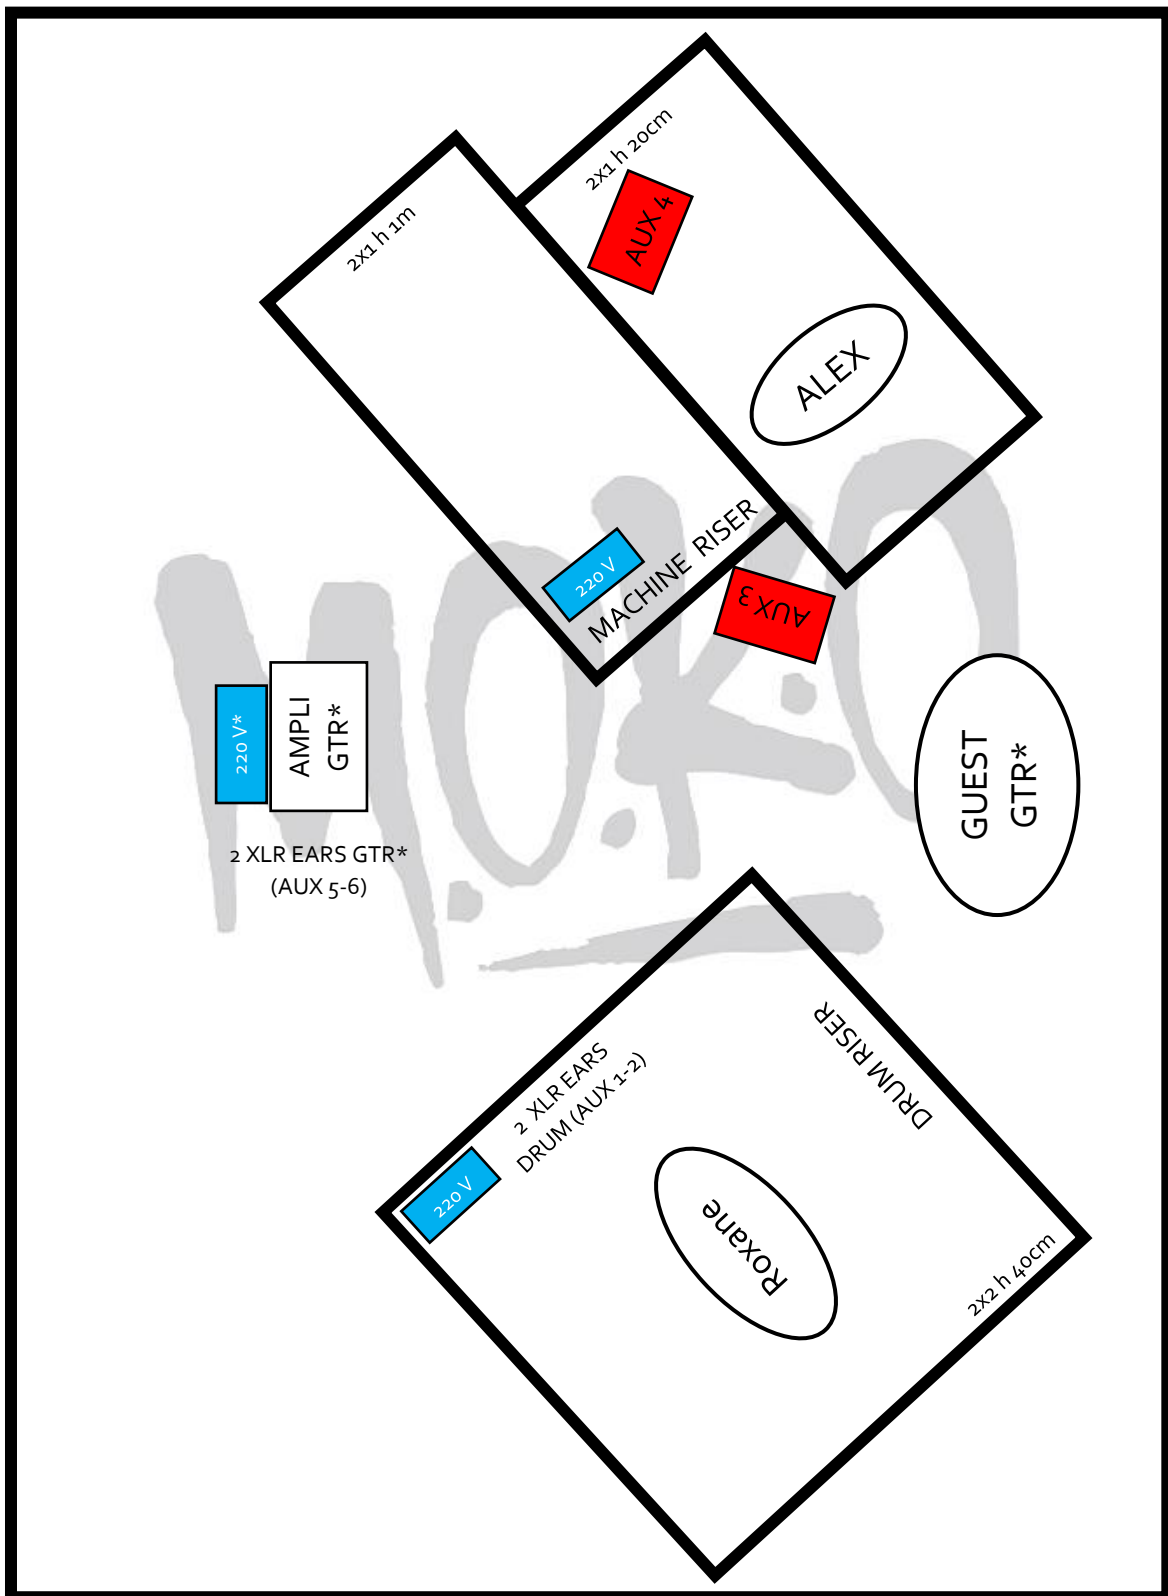 2x1 h 20cm
AUX 4
2x1 h 1m
ALEX
MACHINE RISER
220 V
AUX 3
220 V*
AMPLI
GTR*
GUEST
GTR*
2 XLR EARS GTR*
(AUX 5-6)
M.O.R.O
DRUM RISER
2 XLR EARS
DRUM (AUX 1-2)
220 V
Roxane
2x2 h 40cm